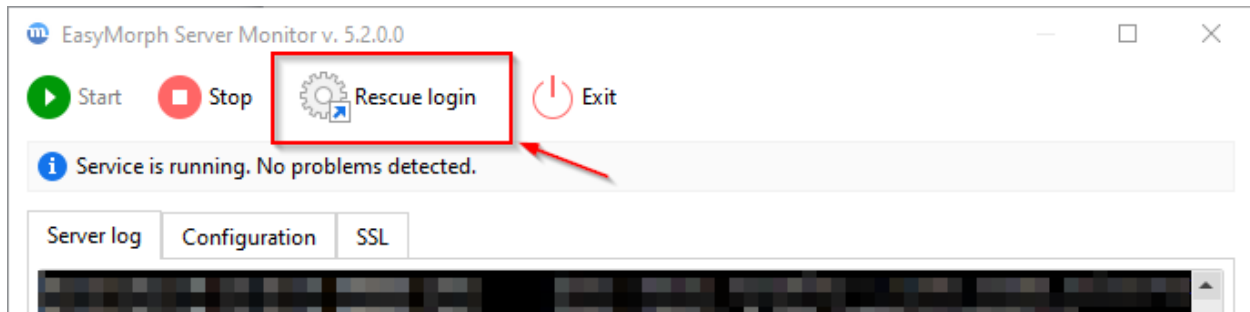 EasyMorph Server Monitor v. 5.2.0.0
Start Stop Rescue login Exit
Service is running. No problems detected.
Server log Configuration SSL